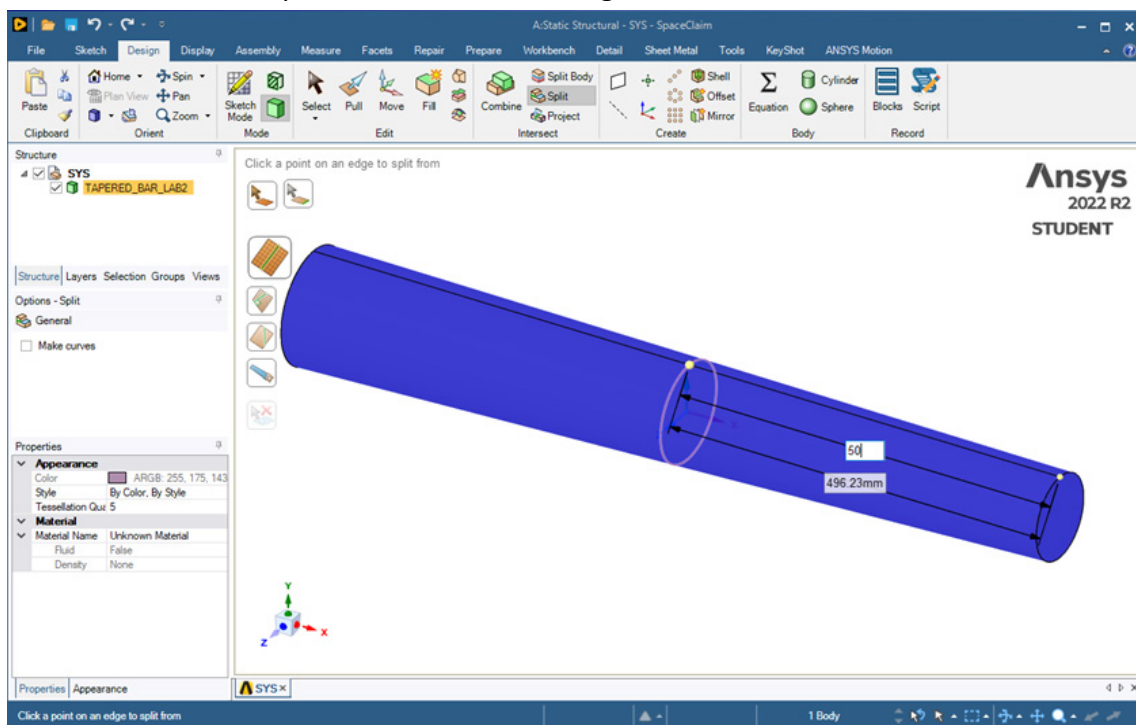 A:Static Structural - SYS - SpaceClaim
File Sketch Design Display Assembly Measure Facets Repair Prepare Workbench Detail Sheet Metal Tools KeyShot ANSYS Motion
Home Spin Split Body Shell Cylinder
Plan View Pan Split Offset
Paste Sketch Mode Select Pull Move Fill Combine Equation Blocks Script
Zoom Project Mirror Sphere
Clipboard Orient Mode Edit Intersect Create Body Record
Structure
SYS
TAPERED_BAR_LAB2
Structure Layers Selection Groups Views
Options - Split
General
Make curves
Properties
Appearance
Color ARGB: 255, 175, 143
Style By Color, By Style
Tessellation Qua 5
Material
Material Name Unknown Material
Fluid False
Density None
Properties Appearance
Click a point on an edge to split from
Ansys
2022 R2
STUDENT
X
50
496.23mm
Y
Z X
SYS
Click a point on an edge to split from 1 Body